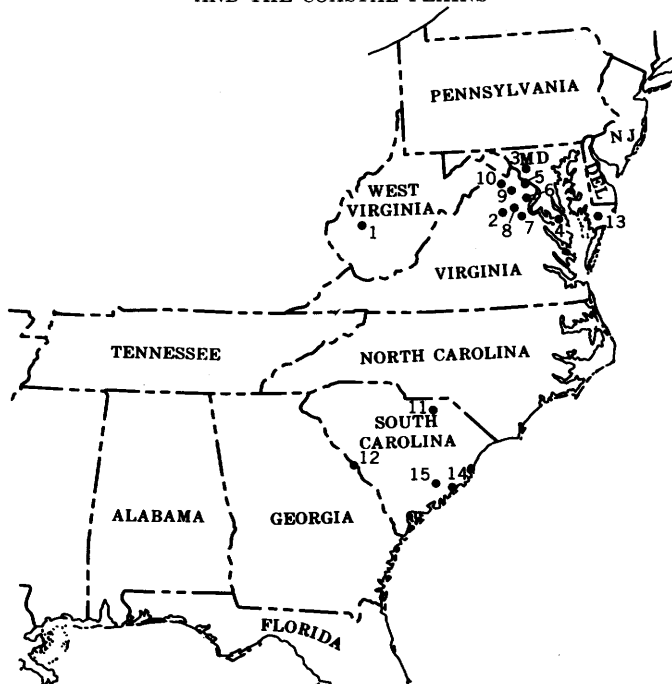 AND THE COASTAL PLAINS
PENNSYLVANIA
NJ
3 MD
DEL
10
5
WEST
VIRGINIA
9
6
13
2
8
7
4
1
VIRGINIA
TENNESSEE
NORTH CAROLINA
11
SOUTH
CAROLINA
12
15
14
ALABAMA
GEORGIA
FLORIDA